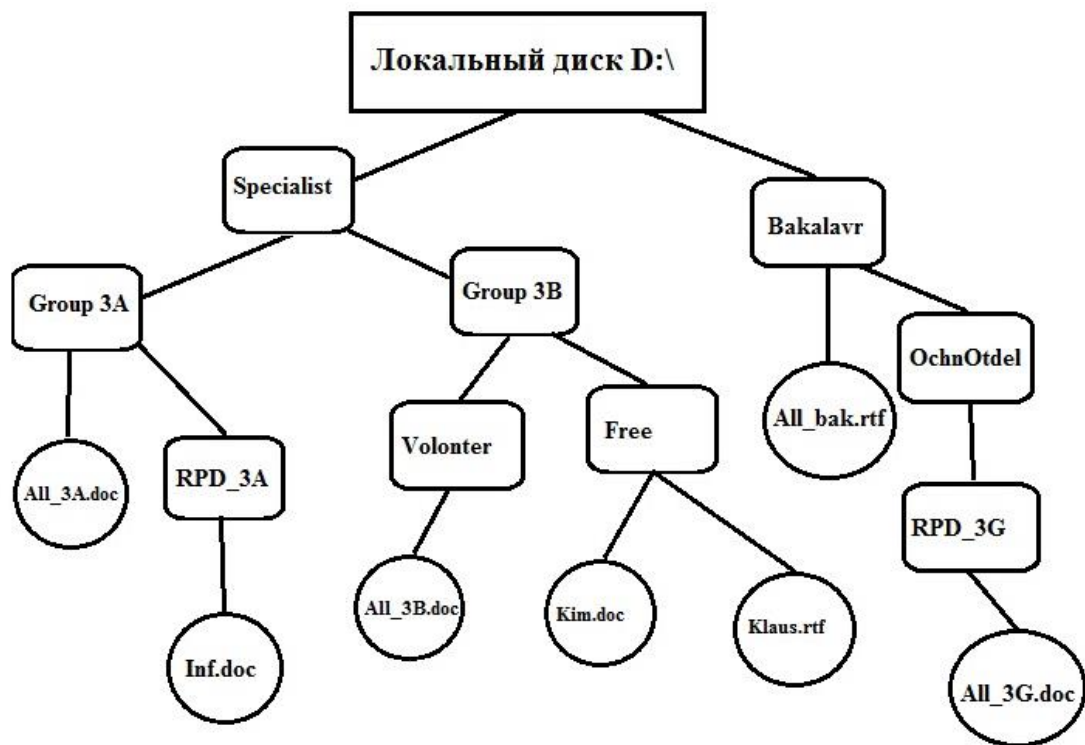 Локальный диск D:\
Specialist
Bakalavr
Group 3A
Group 3B
OchnOtdel
All_bak.rtf
Volonter
Free
RPD_3A
All_3A.doc
RPD_3G
All_3B.doc
Kim.doc
Klaus.rtf
Inf.doc
All_3G.doc